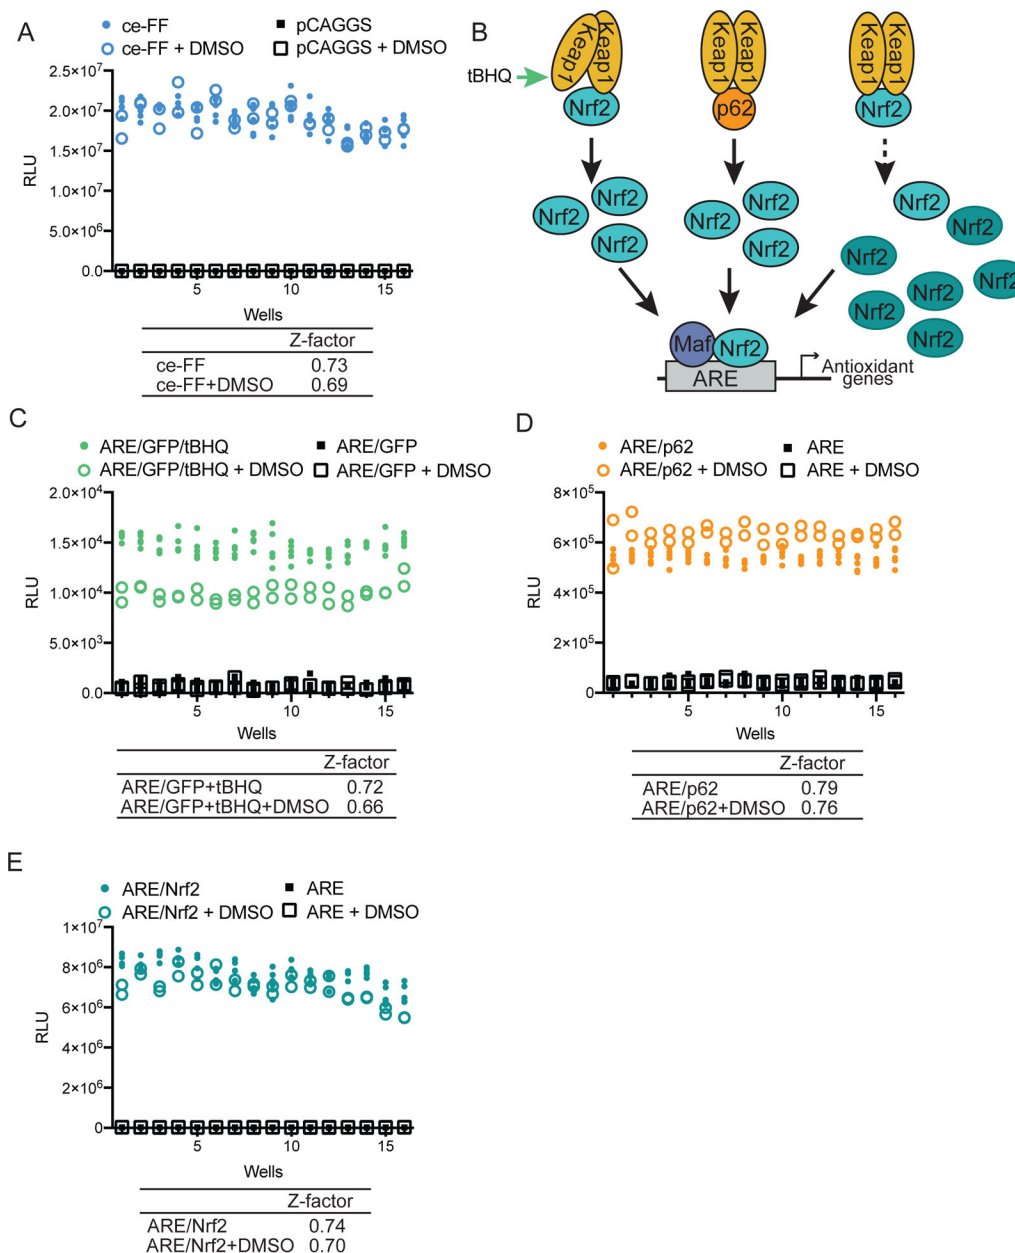 A
ce-FF
pCAGGS
ce-FF + DMSO
pCAGGS + DMSO
2.5×10⁷
2.0×10⁷
1.5×10⁷
1.0×10⁷
5.0×10⁶
0.0
RLU
5
10
15
Wells
Z-factor
ce-FF 0.73
ce-FF+DMSO 0.69
B
Keap1
Keap1
Keap1
Keap1
Keap1
Keap1
tBHQ
Nrf2
p62
Nrf2
Nrf2
Nrf2
Nrf2
Nrf2
Nrf2
Nrf2
Nrf2
Nrf2
Nrf2
Nrf2
Nrf2
Nrf2
Nrf2
Maf
Nrf2
ARE
Antioxidant
genes
C
ARE/GFP/tBHQ
ARE/GFP
ARE/GFP/tBHQ + DMSO
ARE/GFP + DMSO
2.0×10⁴
1.5×10⁴
1.0×10⁴
5.0×10³
0.0
RLU
5
10
15
Wells
Z-factor
ARE/GFP+tBHQ 0.72
ARE/GFP+tBHQ+DMSO 0.66
D
ARE/p62
ARE
ARE/p62 + DMSO
ARE + DMSO
8×10⁵
6×10⁵
4×10⁵
2×10⁵
0
RLU
5
10
15
Wells
Z-factor
ARE/p62 0.79
ARE/p62+DMSO 0.76
E
ARE/Nrf2
ARE
ARE/Nrf2 + DMSO
ARE + DMSO
1×10⁷
8×10⁶
6×10⁶
4×10⁶
2×10⁶
0
RLU
5
10
15
Wells
Z-factor
ARE/Nrf2 0.74
ARE/Nrf2+DMSO 0.70